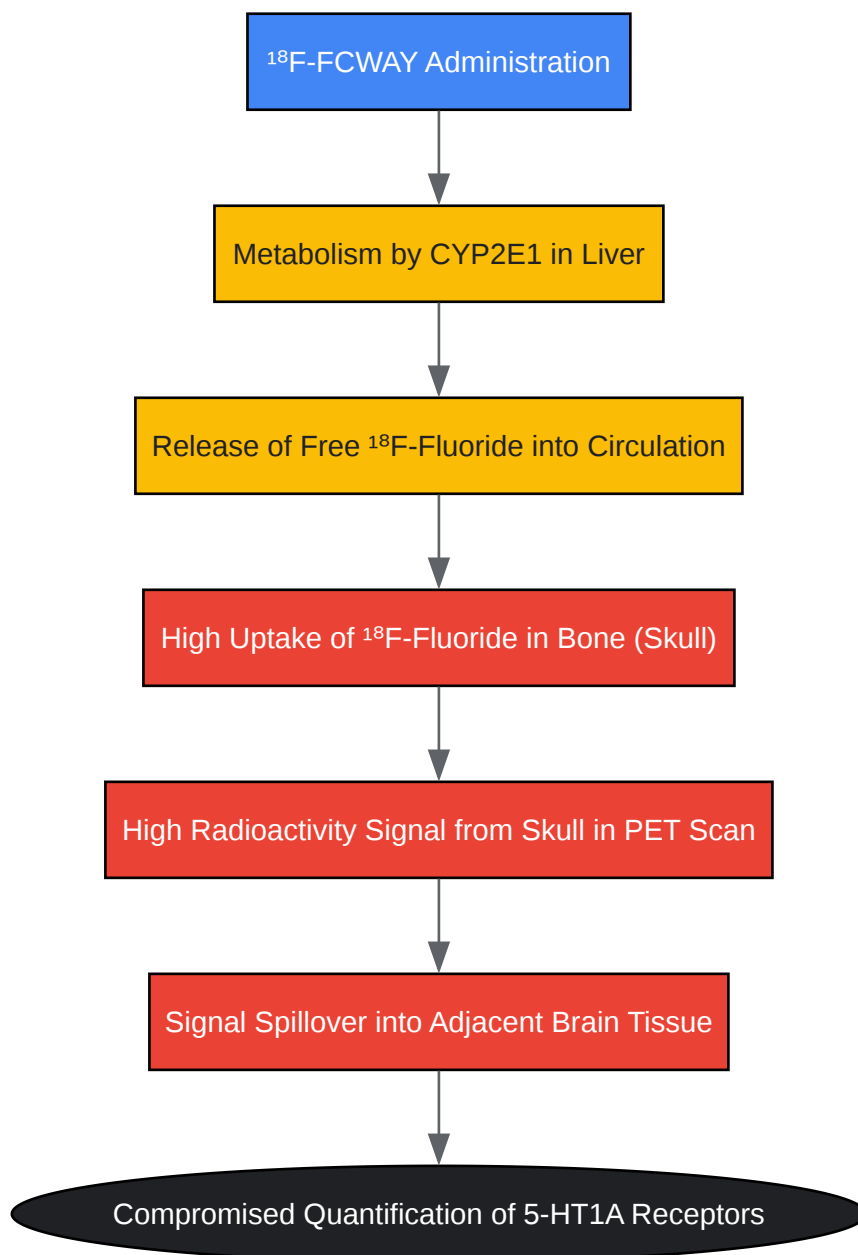 ¹⁸F-FCWAY Administration
Metabolism by CYP2E1 in Liver
Release of Free ¹⁸F-Fluoride into Circulation
High Uptake of ¹⁸F-Fluoride in Bone (Skull)
High Radioactivity Signal from Skull in PET Scan
Signal Spillover into Adjacent Brain Tissue
Compromised Quantification of 5-HT1A Receptors